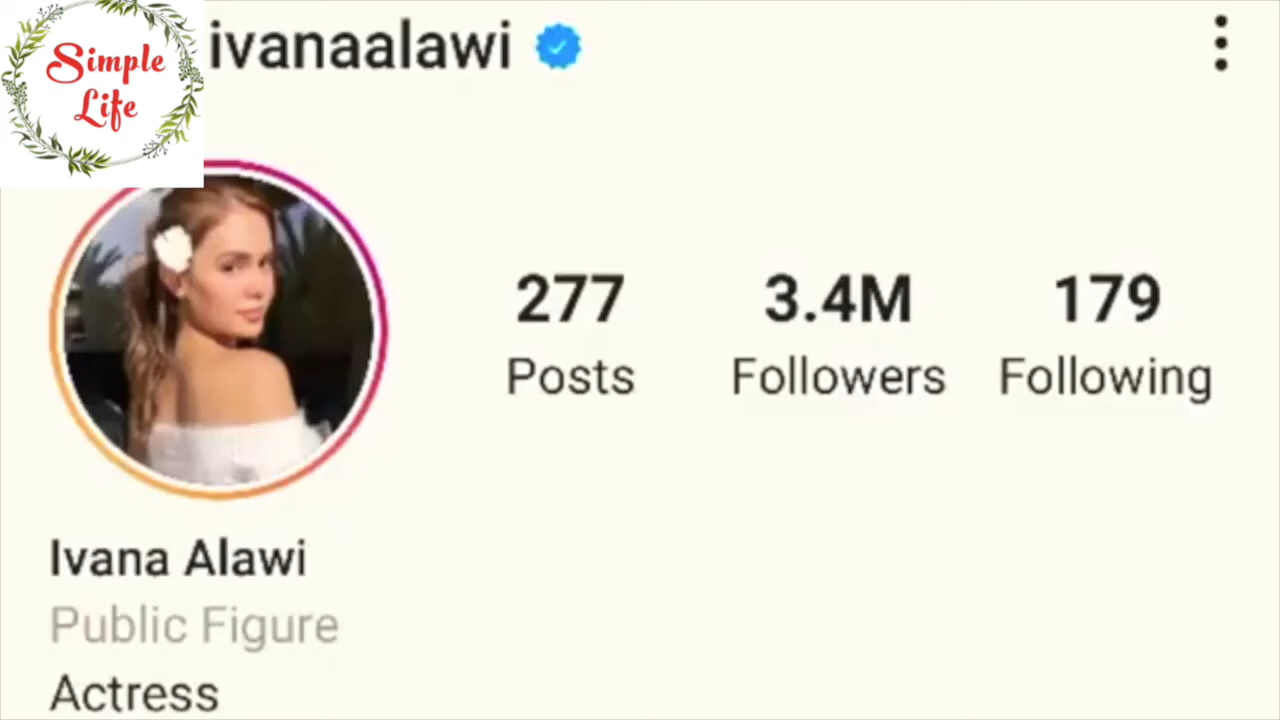 Simple
Life
ivanaalawi
277
Posts
3.4M
Followers
179
Following
Ivana Alawi
Public Figure
Actress